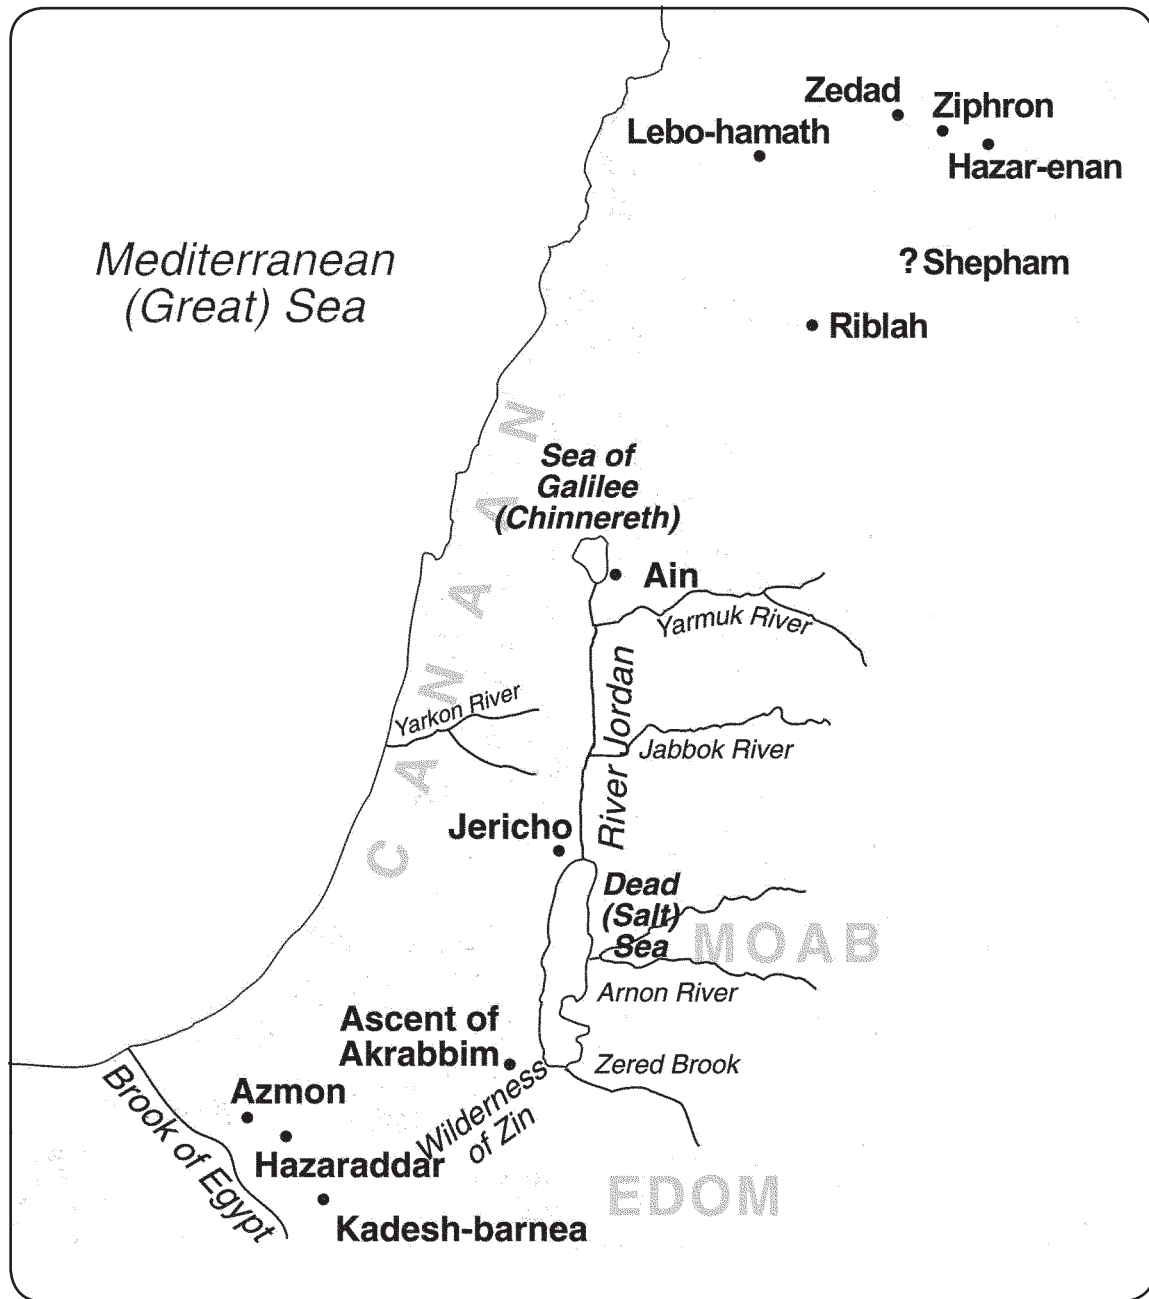 Zedad
Ziphron
Lebo-hamath
Hazar-enan
Mediterranean
(Great) Sea
? Shepham
Riblah
CANAAN
Sea of
Galilee
(Chinnereth)
Ain
Yarmuk River
River Jordan
Yarkon River
Jabbok River
Jericho
Dead
(Salt)
Sea
MOAB
Arnon River
Ascent of
Akrabbim
Zered Brook
Wilderness
of Zin
Azmon
Brook of Egypt
Hazaraddar
EDOM
Kadesh-barnea